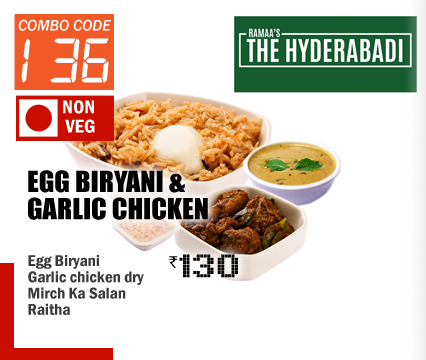 COMBO CODE
136
NON
VEG
RAMAA'S
THE HYDERABADI
EGG BIRYANI &
GARLIC CHICKEN
Egg Biryani
Garlic chicken dry
Mirch Ka Salan
Raitha
₹130